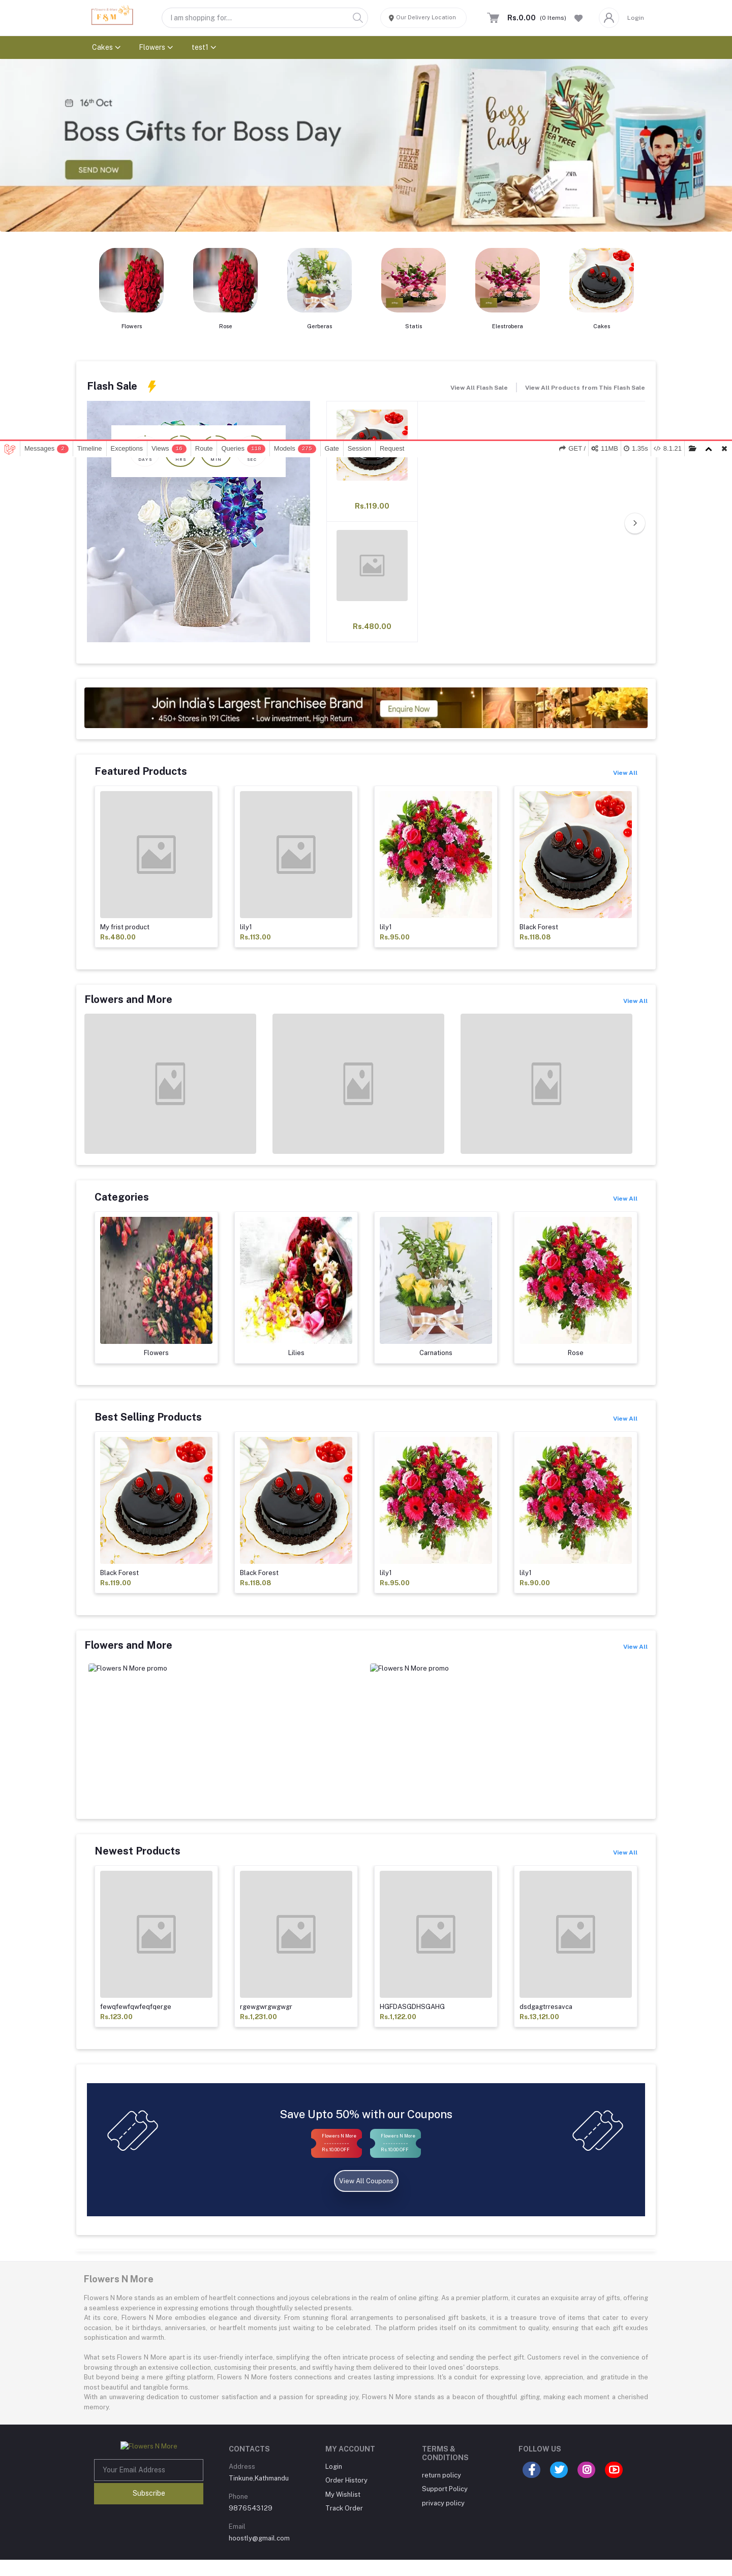 F & M
I am shopping for...
Our Delivery Location
Rs.0.00 (0 Items)
Login
Cakes
Flowers
test1
16th Oct
Boss Gifts for Boss Day
SEND NOW
boss lady
TITLE TEXT HERE
SUBTITLE HERE
Flowers
Rose
Gerberas
Statis
Elestrobera
Cakes
Flash Sale
View All Flash Sale
View All Products from This Flash Sale
Messages 2
Timeline
Exceptions
Views
Route
Queries
Models
Gate
Session
Request
GET /
11MB
1.35s
8.1.21
DAYS
HRS
MIN
SEC
Rs.119.00
Rs.480.00
Join India's Largest Franchisee Brand
• 450+ Stores in 191 Cities • Low investment, High Return
Enquire Now
Featured Products
View All
My frist product
Rs.480.00
lily1
Rs.113.00
lily1
Rs.95.00
Black Forest
Rs.118.08
Flowers and More
View All
Categories
View All
Flowers
Lilies
Carnations
Rose
Best Selling Products
View All
Black Forest
Rs.119.00
Black Forest
Rs.118.08
lily1
Rs.95.00
lily1
Rs.90.00
Flowers and More
View All
Flowers N More promo
Flowers N More promo
Newest Products
View All
fewqfewfqwfeqfqerge
Rs.123.00
rgewgwrgwgwgr
Rs.1,231.00
HGFDASGDHSGAHG
Rs.1,122.00
dsdgagtrresavca
Rs.13,121.00
Save Upto 50% with our Coupons
Flowers N More
Flowers N More
View All Coupons
Flowers N More
Flowers N More stands as an emblem of heartfelt connections and joyous celebrations in the realm of online gifting. As a premier platform, it curates an exquisite array of gifts, offering
a seamless experience in expressing emotions through thoughtfully selected presents.
At its core, Flowers N More embodies elegance and diversity. From stunning floral arrangements to personalised gift baskets, it is a treasure trove of items that cater to every
occasion, be it birthdays, anniversaries, or heartfelt moments just waiting to be celebrated. The platform prides itself on its commitment to quality, ensuring that each gift exudes
sophistication and warmth.
What sets Flowers N More apart is its user-friendly interface, simplifying the often intricate process of selecting and sending the perfect gift. Customers revel in the convenience of
browsing through an extensive collection, customising their presents, and swiftly having them delivered to their loved ones' doorsteps.
But beyond being a mere gifting platform, Flowers N More fosters connections and creates lasting impressions. It's a conduit for expressing love, appreciation, and gratitude in the
most beautiful and tangible forms.
With an unwavering dedication to customer satisfaction and a passion for spreading joy, Flowers N More stands as a beacon of thoughtful gifting, making each moment a cherished
memory.
Flowers N More
Your Email Address
Subscribe
CONTACTS
Address
Tinkune,Kathmandu
Phone
9876543129
Email
hoostly@gmail.com
MY ACCOUNT
Login
Order History
My Wishlist
Track Order
TERMS &
CONDITIONS
return policy
Support Policy
privacy policy
FOLLOW US